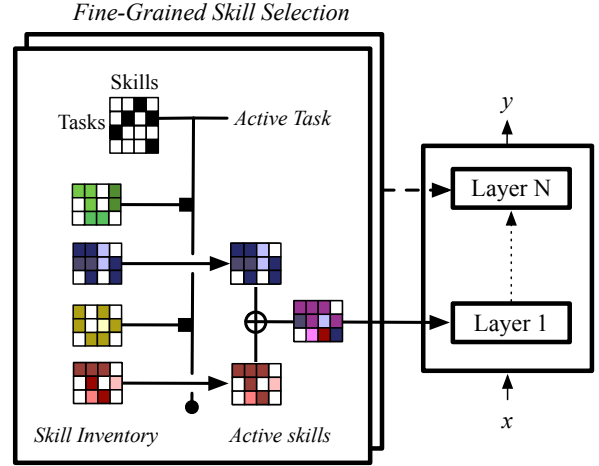 Fine-Grained Skill Selection
Skills
Tasks
Active Task
y
Layer N
Layer 1
x
Skill Inventory
Active skills